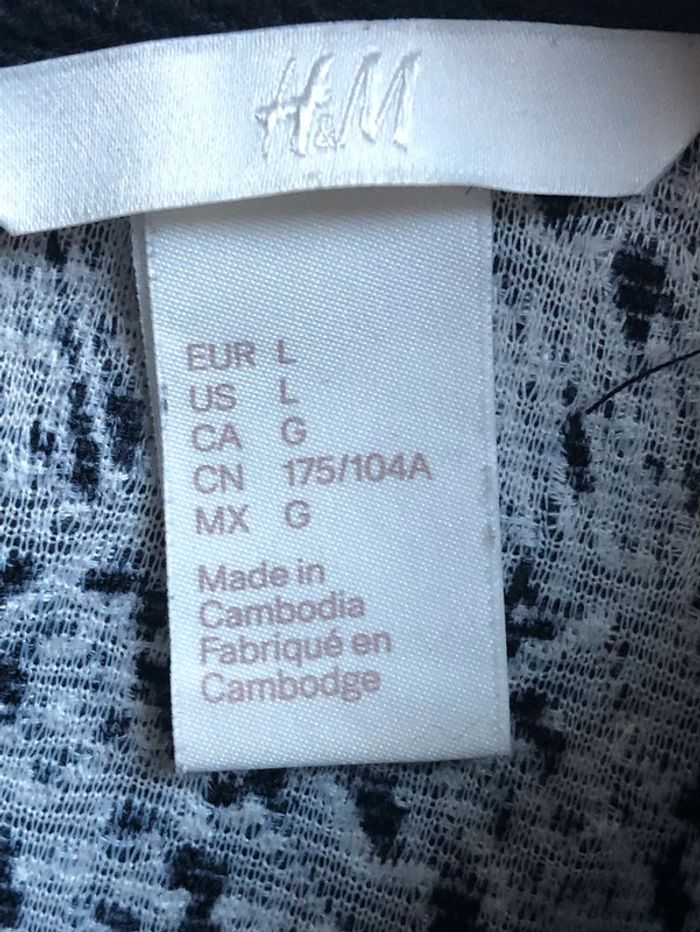 H&M
EUR L
US L
CA G
CN 175/104A
MX G
Made in
Cambodia
Fabriqué en
Cambodge